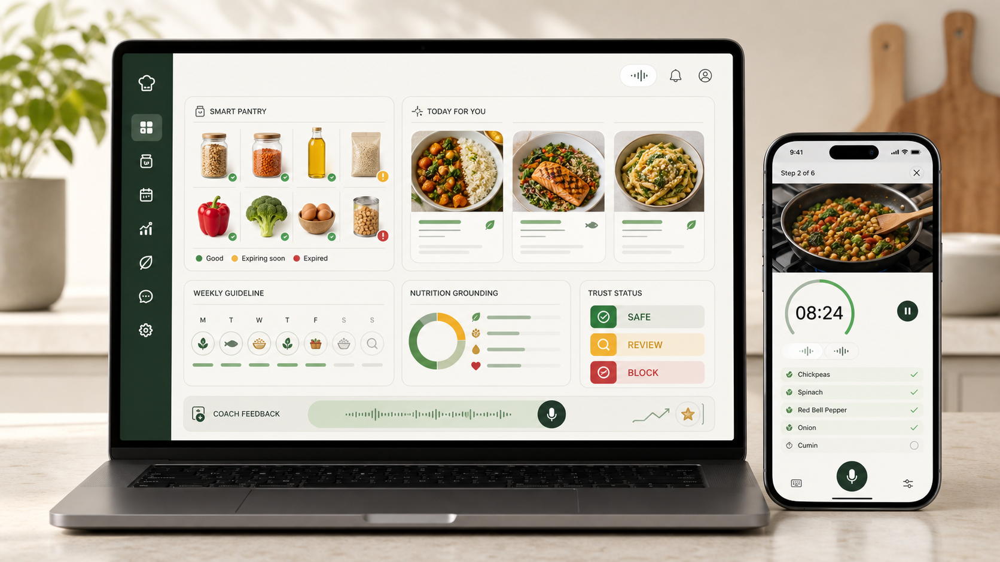 SMART PANTRY
Good
Expiring soon
Expired
TODAY FOR YOU
WEEKLY GUIDELINE
M T W T F S S
NUTRITION GROUNDING
TRUST STATUS
SAFE
REVIEW
BLOCK
COACH FEEDBACK
9:41
Step 2 of 6
08:24
Chickpeas
Spinach
Red Bell Pepper
Onion
Cumin